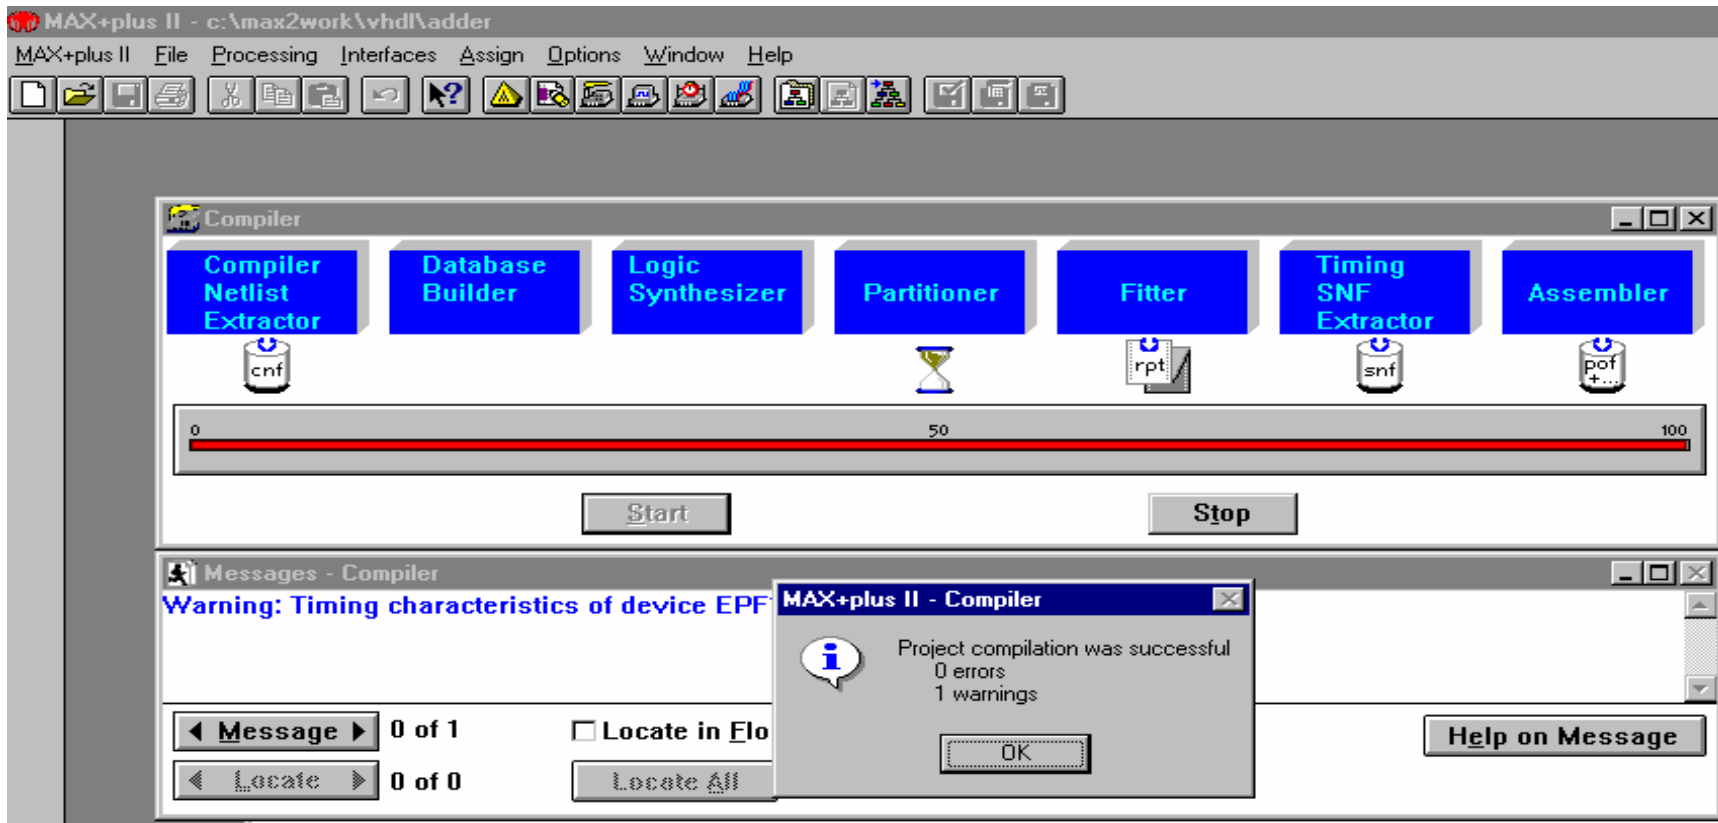 MAX+plus II - c:\max2work\vhdl\adder
MAX+plus II File Processing Interfaces Assign Options Window Help
Compiler
Compiler Netlist Extractor
Database Builder
Logic Synthesizer
Partitioner
Fitter
Timing SNF Extractor
Assembler
cnf
rpt
snf
pof +...
0 50 100
Start Stop
Messages - Compiler
Warning: Timing characteristics of device EPF
MAX+plus II - Compiler
Project compilation was successful
0 errors
1 warnings
OK
Message 0 of 1 Locate in Flo
Help on Message
Locate 0 of 0 Locate All